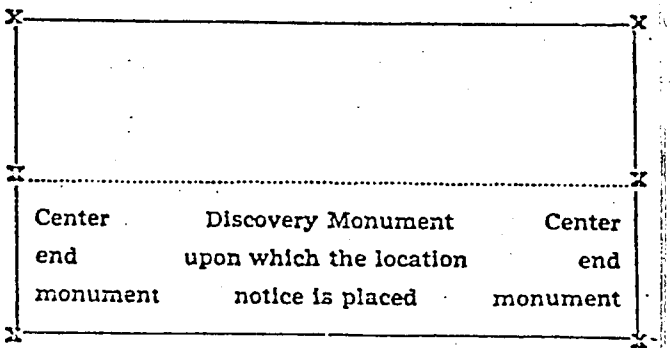 X X
X X
Center Discovery Monument Center
end upon which the location end
monument notice is placed monument
X X